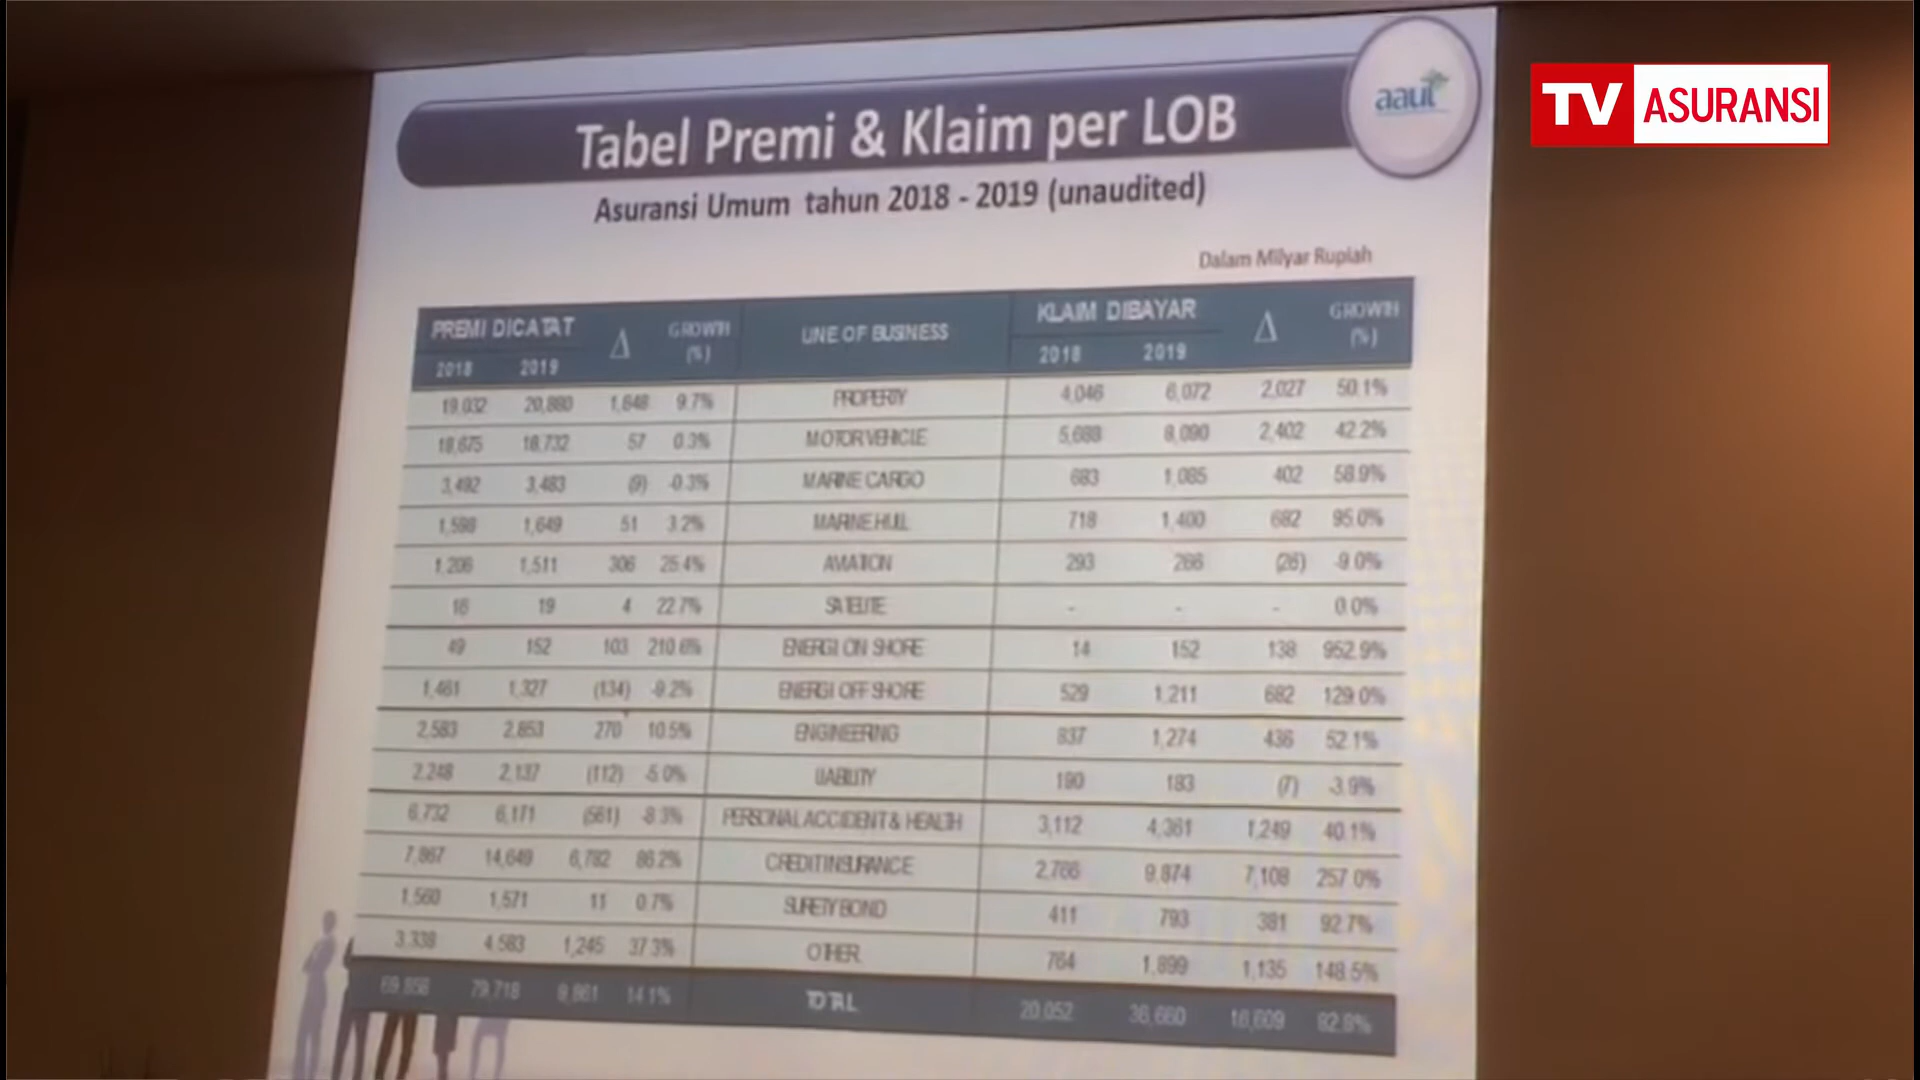 TV ASURANSI
aaui
Tabel Premi & Klaim per LOB
Asuransi Umum tahun 2018 - 2019 (unaudited)
Dalam Milyar Rupiah
PREMI DICATAT Δ GROWTH (%) LINE OF BUSINESS KLAIM DIBAYAR Δ GROWTH (%)
2018 2019 2018 2019
19,032 20,880 1,848 9.7% PROPERTY 4,046 6,072 2,027 50.1%
18,675 18,732 57 0.3% MOTOR VEHICLE 5,688 8,090 2,402 42.2%
3,492 3,483 (9) -0.3% MARINE CARGO 683 1,085 402 58.9%
1,598 1,649 51 3.2% MARINE HULL 718 1,400 682 95.0%
1,206 1,511 306 25.4% AVIATION 293 266 (26) -9.0%
16 19 4 22.7% SATELITE - - - 0.0%
49 152 103 210.6% ENERGI ON SHORE 14 152 138 952.9%
1,461 1,327 (134) -9.2% ENERGI OFF SHORE 529 1,211 682 129.0%
2,583 2,853 270 10.5% ENGINEERING 837 1,274 436 52.1%
2,248 2,137 (112) -5.0% LIABILITY 190 183 (7) -3.9%
6,732 6,171 (561) -8.3% PERSONAL ACCIDENT & HEALTH 3,112 4,361 1,249 40.1%
7,867 14,649 6,782 86.2% CREDIT INSURANCE 2,766 9,874 7,108 257.0%
1,560 1,571 11 0.7% SURETY BOND 411 793 381 92.7%
3,338 4,583 1,245 37.3% OTHER 764 1,899 1,135 148.5%
79,718 9,861 14.1% TOTAL 20,052 36,660 16,609 82.8%